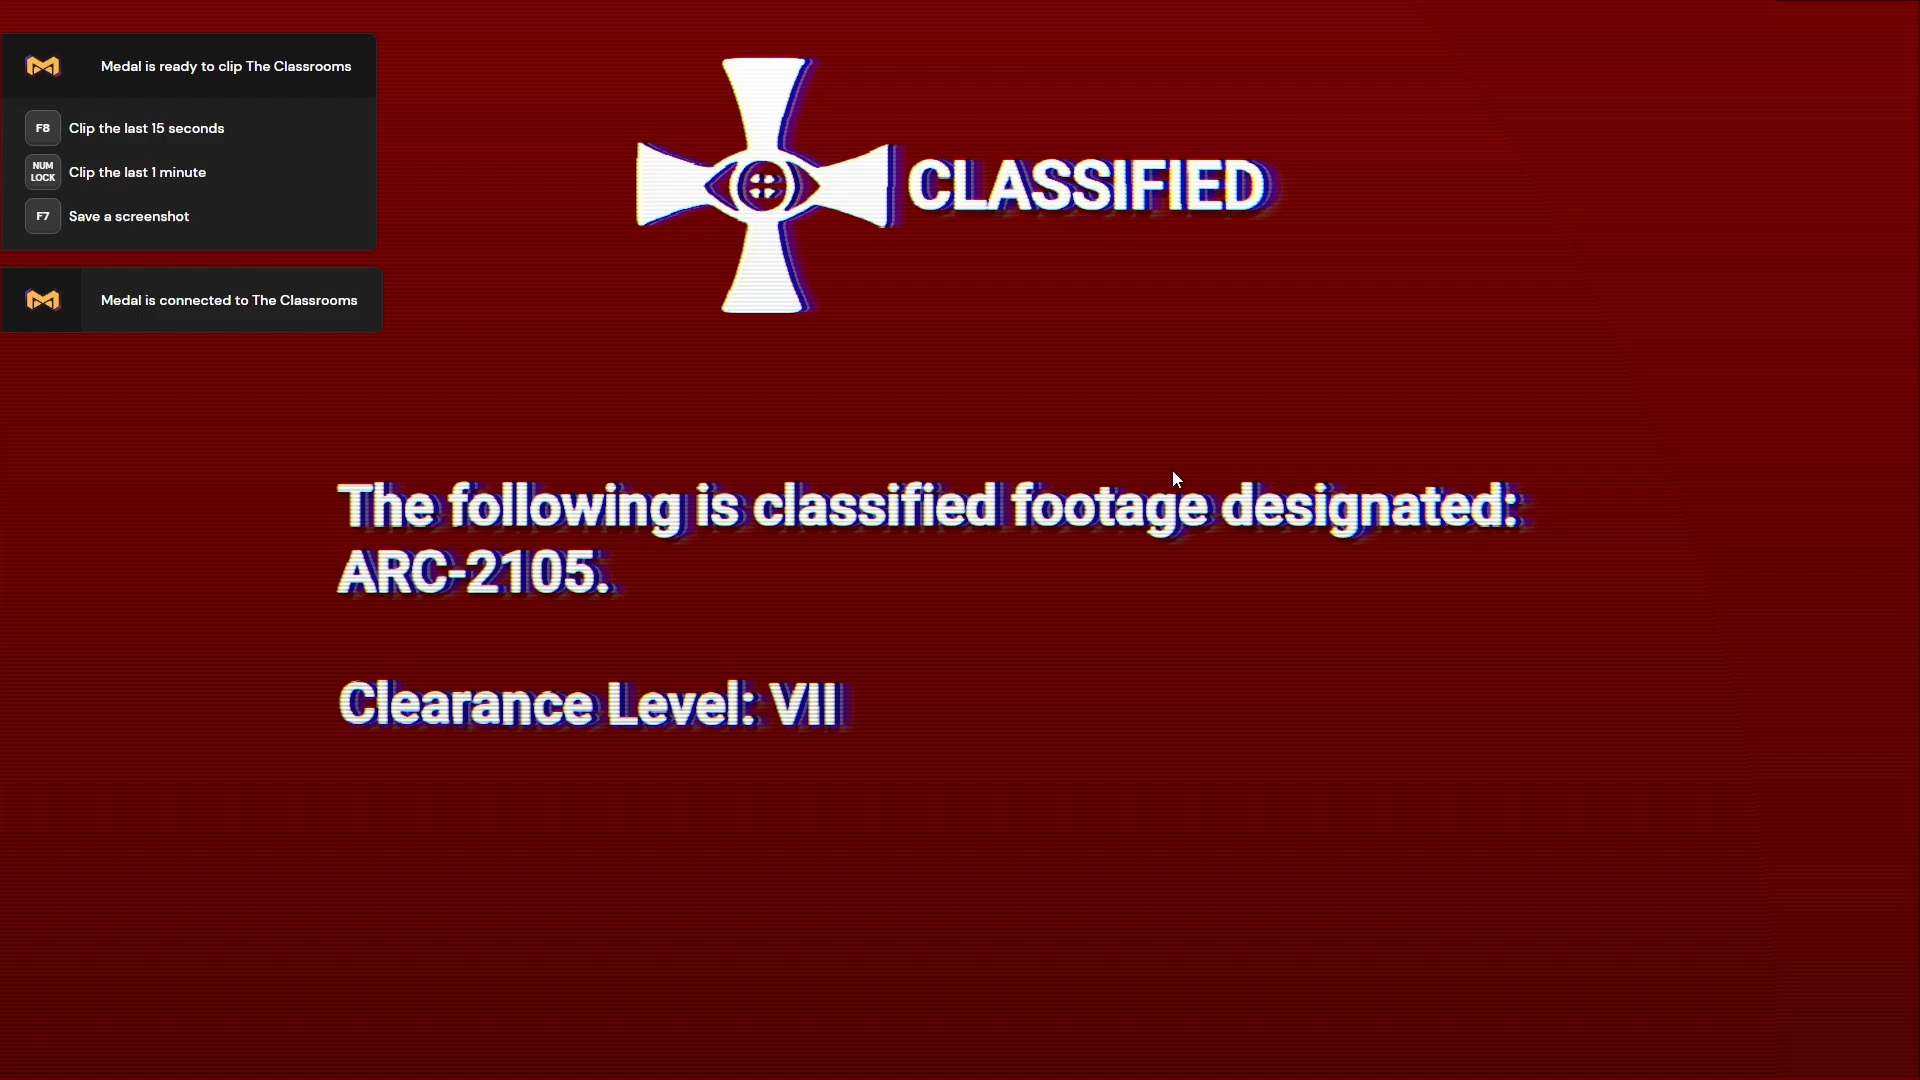 Medal is ready to clip The Classrooms
F8 Clip the last 15 seconds
NUM LOCK Clip the last 1 minute
F7 Save a screenshot
Medal is connected to The Classrooms
CLASSIFIED
The following is classified footage designated:
ARC-2105.
Clearance Level: VII